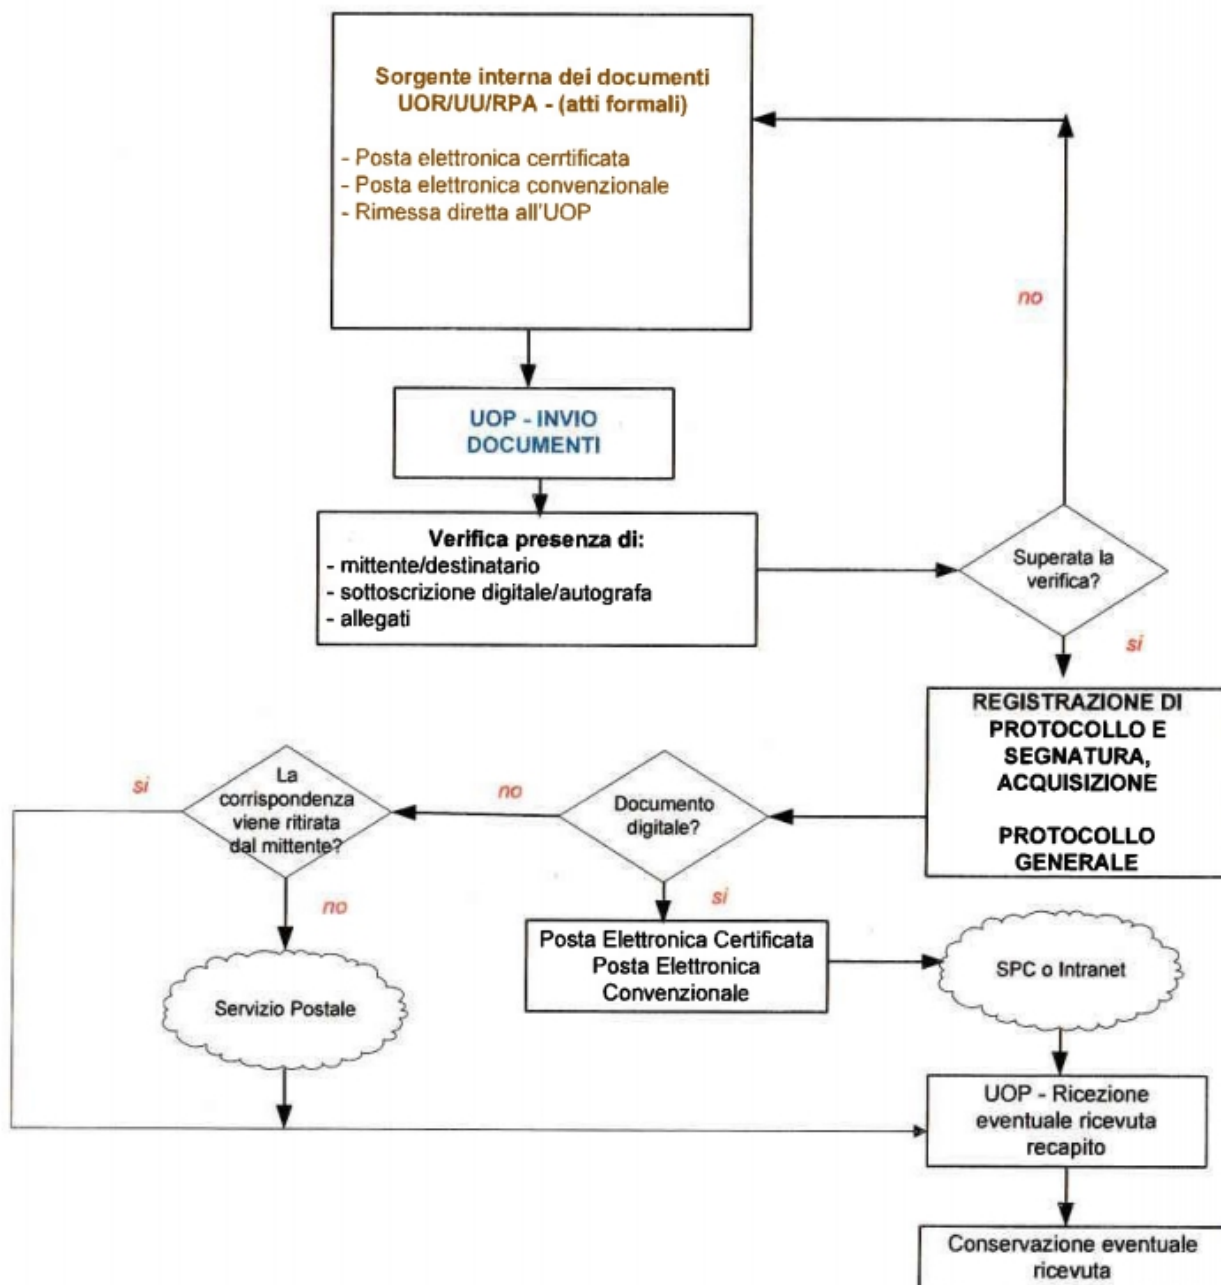 Sorgente interna dei documenti
UOR/UU/RPA - (atti formali)
- Posta elettronica cerrtificata
- Posta elettronica convenzionale
- Rimessa diretta all'UOP
no
UOP - INVIO
DOCUMENTI
Verifica presenza di:
- mittente/destinatario
- sottoscrizione digitale/autografa
- allegati
Superata la
verifica?
si
REGISTRAZIONE DI
PROTOCOLLO E
SEGNATURA,
ACQUISIZIONE
PROTOCOLLO
GENERALE
Documento
digitale?
no
La
corrispondenza
viene ritirata
dal mittente?
si
no
si
Servizio Postale
Posta Elettronica Certificata
Posta Elettronica
Convenzionale
SPC o Intranet
UOP - Ricezione
eventuale ricevuta
recapito
Conservazione eventuale
ricevuta